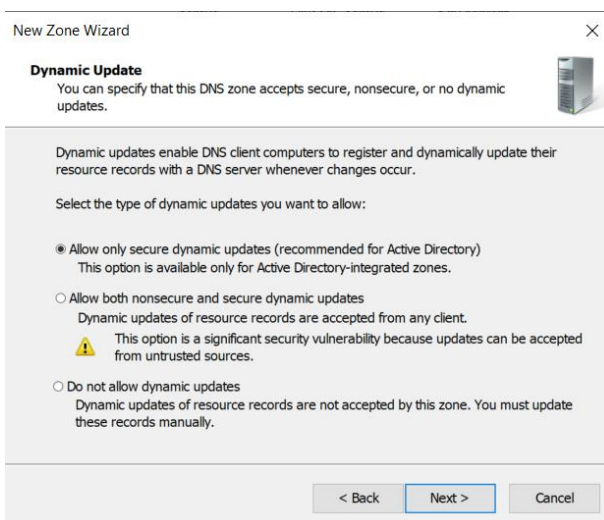 New Zone Wizard
Dynamic Update
You can specify that this DNS zone accepts secure, nonsecure, or no dynamic
updates.
Dynamic updates enable DNS client computers to register and dynamically update their
resource records with a DNS server whenever changes occur.
Select the type of dynamic updates you want to allow:
Allow only secure dynamic updates (recommended for Active Directory)
This option is available only for Active Directory-integrated zones.
Allow both nonsecure and secure dynamic updates
Dynamic updates of resource records are accepted from any client.
This option is a significant security vulnerability because updates can be accepted
from untrusted sources.
Do not allow dynamic updates
Dynamic updates of resource records are not accepted by this zone. You must update
these records manually.
< Back Next > Cancel